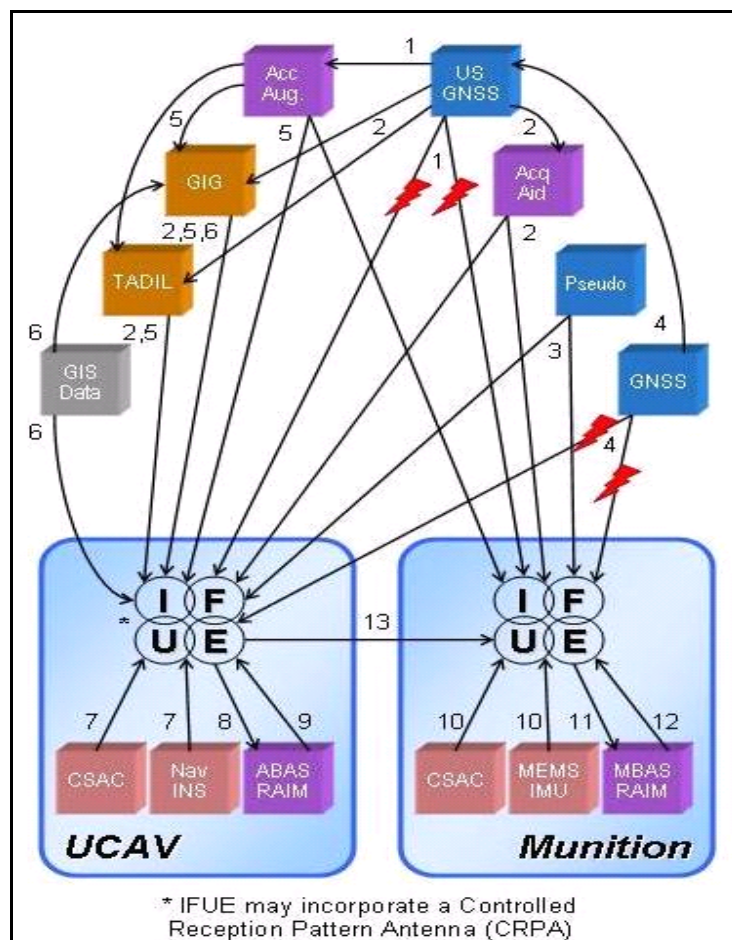 1
Acc
Aug.
US
GNSS
5
5
2
2
1
GIG
Acq
Aid
2,5,6
2
TADIL
Pseudo
6
2,5
3
4
GIS
Data
GNSS
6
4
I F
* U E
13
I F
U E
7
7
8
9
10
10
11
12
CSAC
Nav
INS
ABAS
RAIM
CSAC
MEMS
IMU
MBAS
RAIM
UCAV
Munition
* IFUE may incorporate a Controlled
Reception Pattern Antenna (CRPA)